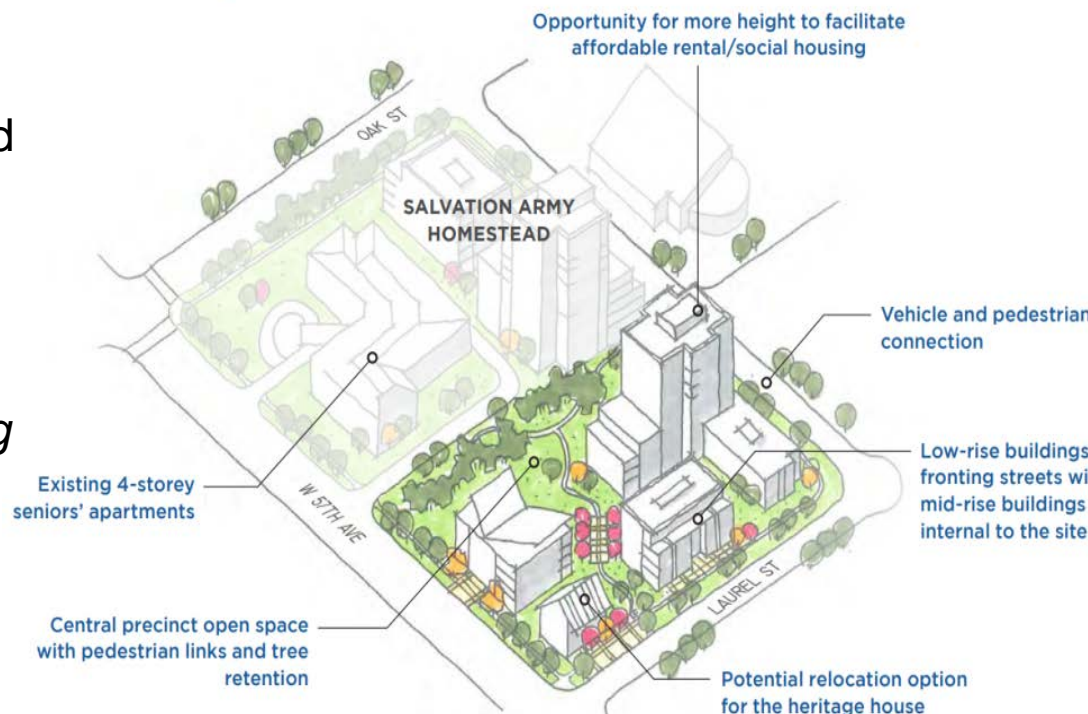 Opportunity for more height to facilitate
affordable rental/social housing
d
OAK ST
SALVATION ARMY
HOMESTEAD
Vehicle and pedestrian
connection
g
Existing 4-storey
seniors' apartments
W 57TH AVE
Low-rise buildings
fronting streets wi
mid-rise buildings
internal to the site
LAUREL ST
Central precinct open space
with pedestrian links and tree
retention
Potential relocation option
for the heritage house